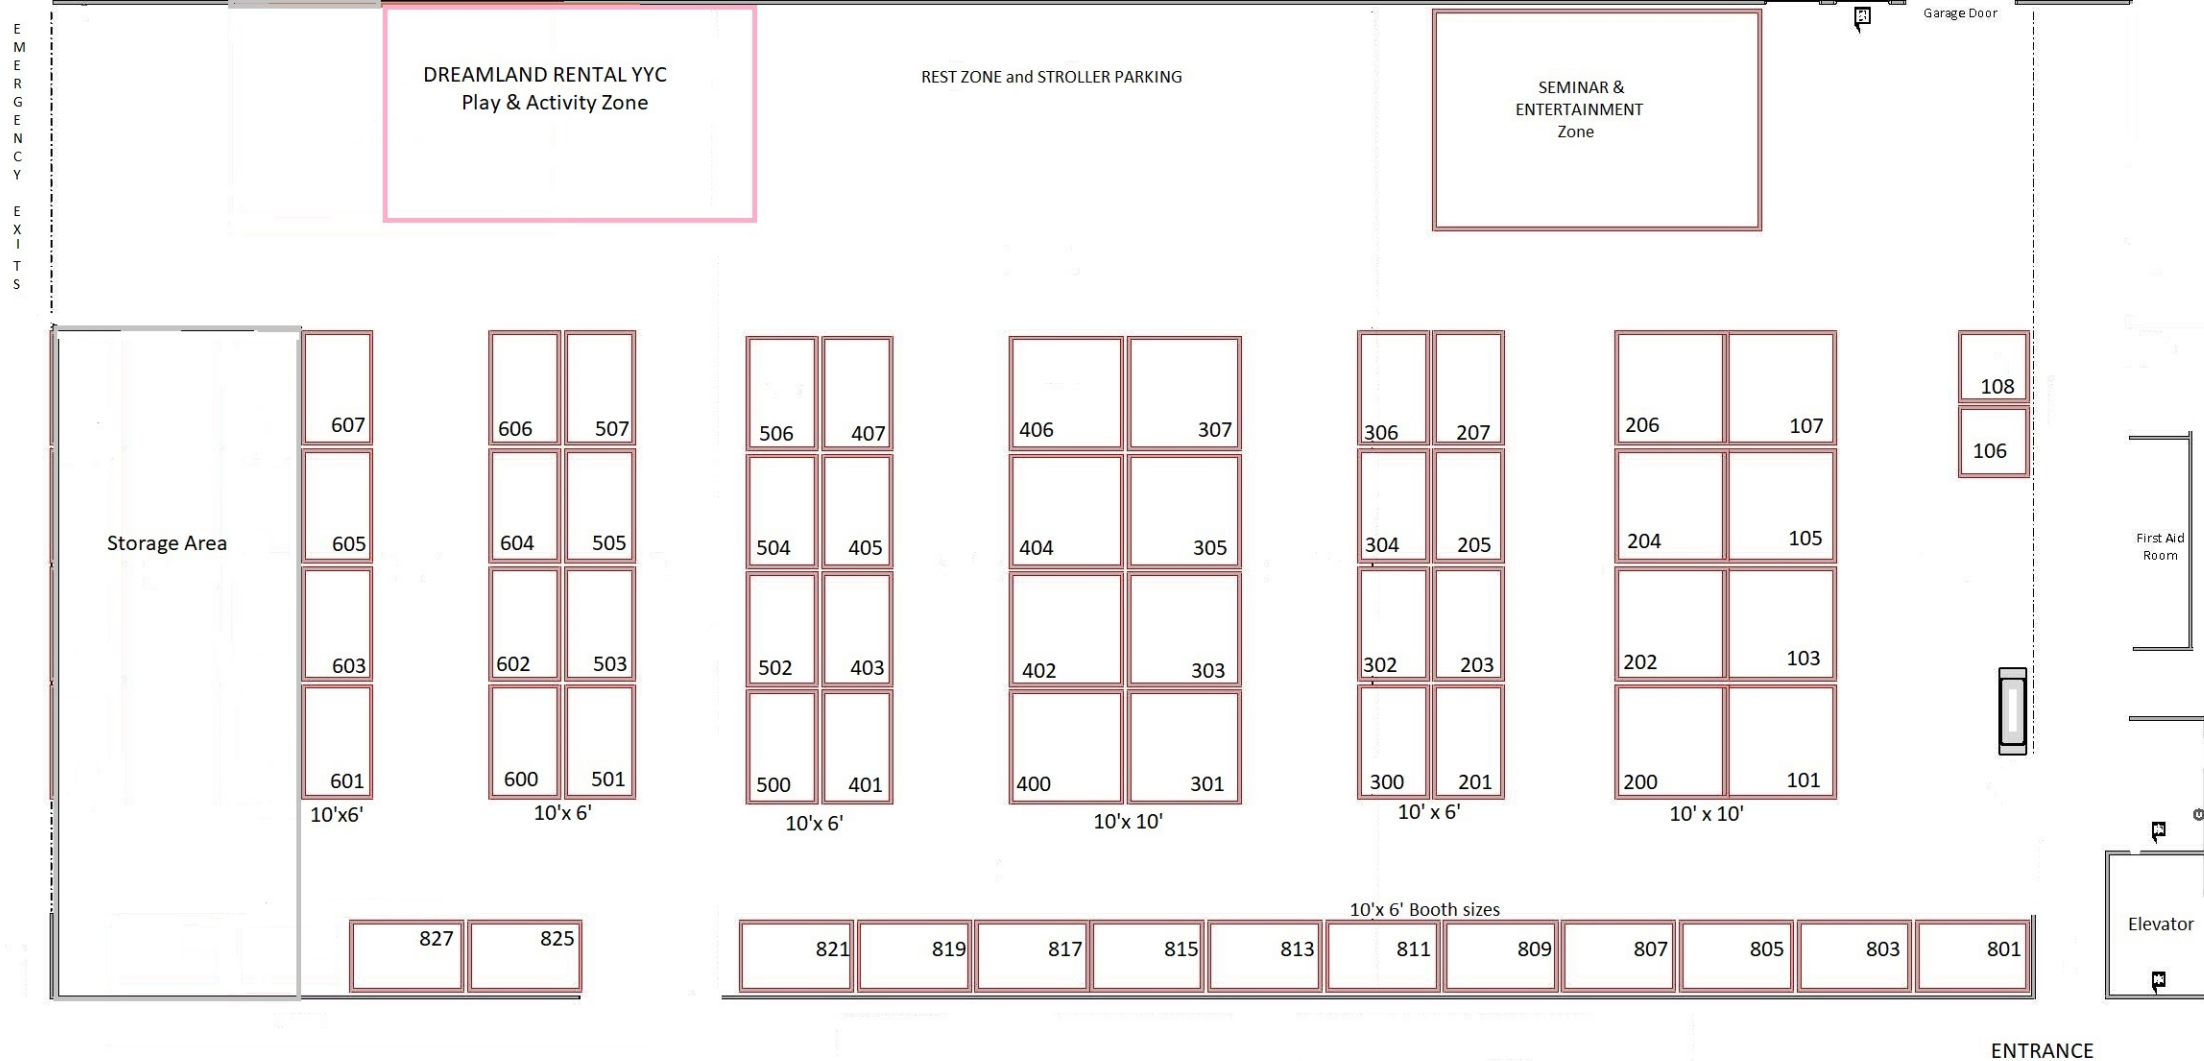 EMERGENCY EXITS
Garage Door
DREAMLAND RENTAL YYC
Play & Activity Zone
REST ZONE and STROLLER PARKING
SEMINAR &
ENTERTAINMENT
Zone
607
606
507
506
407
406
307
306
207
206
107
108
106
Storage Area
605
604
505
504
405
404
305
304
205
204
105
First Aid
Room
603
602
503
502
403
402
303
302
203
202
103
601
600
501
500
401
400
301
300
201
200
101
10'x6'
10'x 6'
10'x 6'
10'x 10'
10' x 6'
10' x 10'
10'x 6' Booth sizes
827
825
821
819
817
815
813
811
809
807
805
803
801
Elevator
ENTRANCE